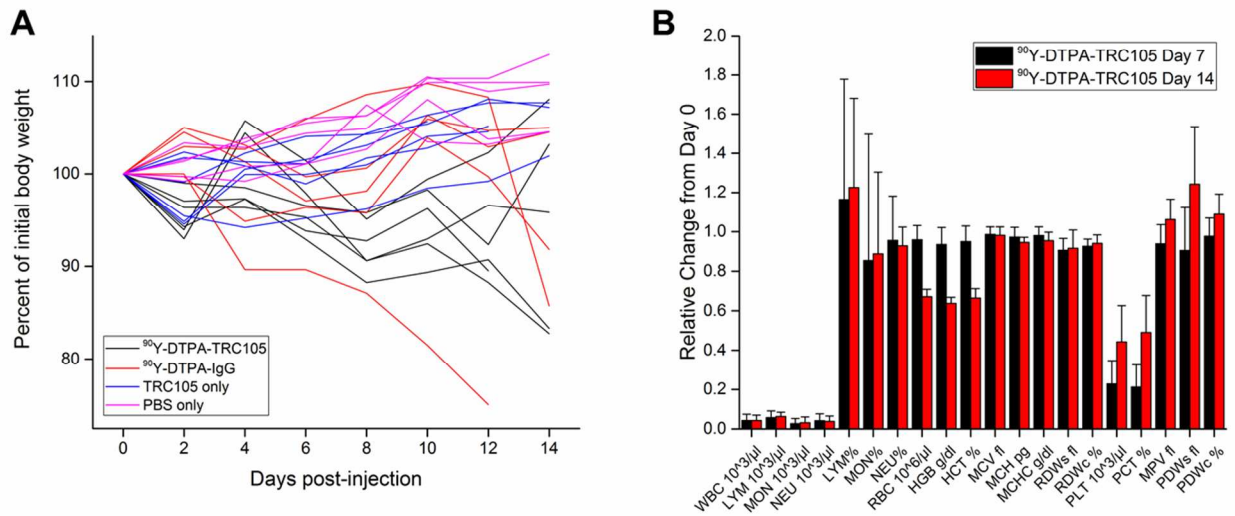 A
Percent of initial body weight
110
100
90
80
⁹⁰Y-DTPA-TRC105
⁹⁰Y-DTPA-IgG
TRC105 only
PBS only
0 2 4 6 8 10 12 14
Days post-injection
B
Relative Change from Day 0
2.0
1.8
1.6
1.4
1.2
1.0
0.8
0.6
0.4
0.2
0.0
⁹⁰Y-DTPA-TRC105 Day 7
⁹⁰Y-DTPA-TRC105 Day 14
WBC 10^3/µl
LYM 10^3/µl
MON 10^3/µl
NEU 10^3/µl
LYM%
MON%
NEU%
RBC 10^6/µl
HGB g/dl
HCT %
MCV fl
MCH pg
MCHC g/dl
RDWs fl
RDWc %
PLT 10^3/µl
PCT %
MPV fl
PDWs fl
PDWc %